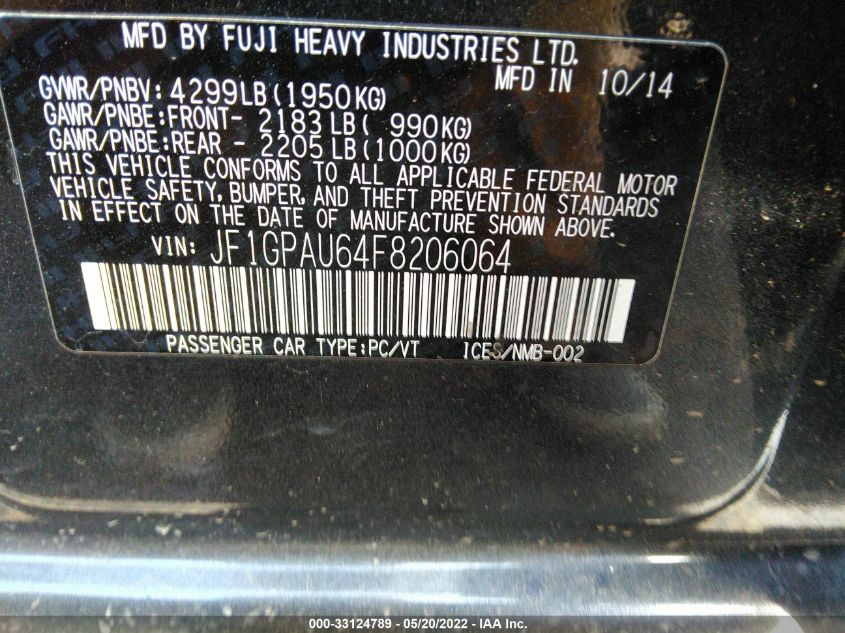 MFD BY FUJI HEAVY INDUSTRIES LTD.
MFD IN 10/14
GVWR/PNBV: 4299LB(1950KG)
GAWR/PNBE:FRONT- 2183 LB( 990KG)
GAWR/PNBE:REAR - 2205 LB(1000KG)
THIS VEHICLE CONFORMS TO ALL APPLICABLE FEDERAL MOTOR
VEHICLE SAFETY, BUMPER, AND THEFT PREVENTION STANDARDS
IN EFFECT ON THE DATE OF MANUFACTURE SHOWN ABOVE.
VIN: JF1GPAU64F8206064
PASSENGER CAR TYPE:PC/VT ICES/NMB-002
000-33124789 - 05/20/2022 - IAA Inc.